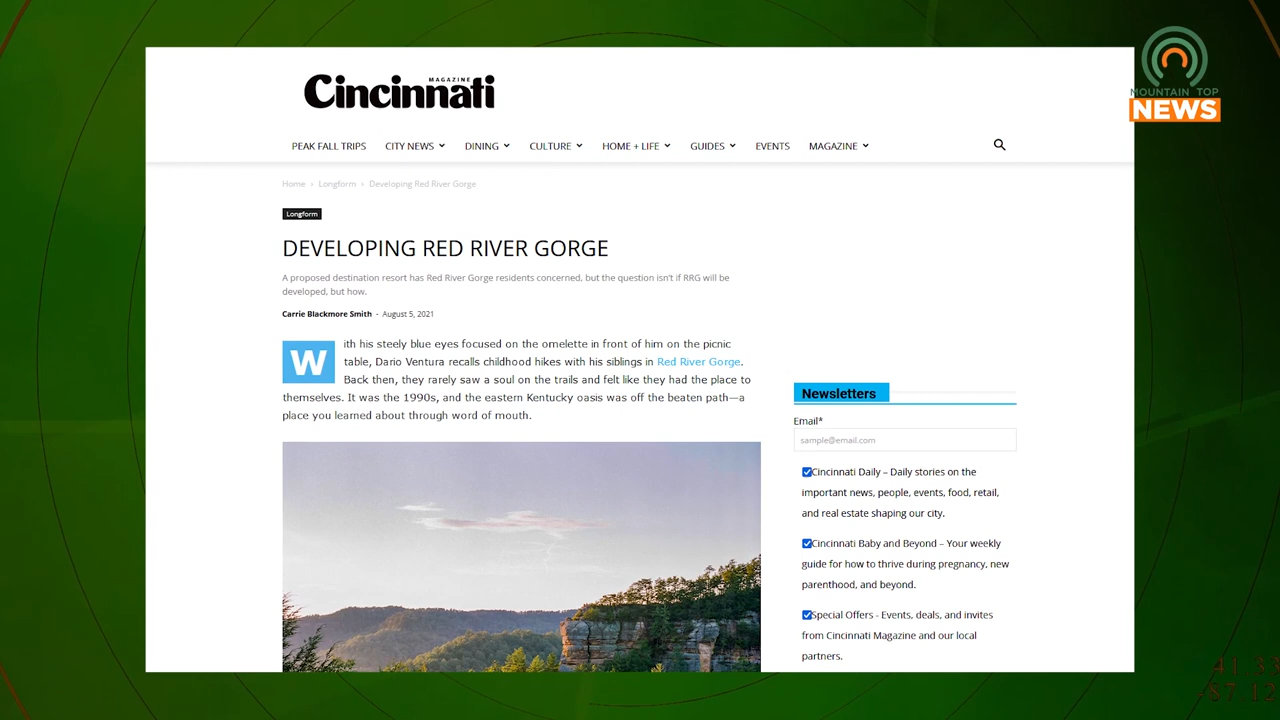 MOUNTAIN TOP
NEWS
MAGAZINE
Cincinnati
PEAK FALL TRIPS CITY NEWS DINING CULTURE HOME + LIFE GUIDES EVENTS MAGAZINE
Home › Longform › Developing Red River Gorge
Longform
DEVELOPING RED RIVER GORGE
A proposed destination resort has Red River Gorge residents concerned, but the question isn't if RRG will be
developed, but how.
Carrie Blackmore Smith - August 5, 2021
With his steely blue eyes focused on the omelette in front of him on the picnic
table, Dario Ventura recalls childhood hikes with his siblings in Red River Gorge.
Back then, they rarely saw a soul on the trails and felt like they had the place to
themselves. It was the 1990s, and the eastern Kentucky oasis was off the beaten path—a
place you learned about through word of mouth.
Newsletters
Email*
sample@email.com
Cincinnati Daily – Daily stories on the
important news, people, events, food, retail,
and real estate shaping our city.
Cincinnati Baby and Beyond – Your weekly
guide for how to thrive during pregnancy, new
parenthood, and beyond.
Special Offers - Events, deals, and invites
from Cincinnati Magazine and our local
partners.
41.33
-87.12